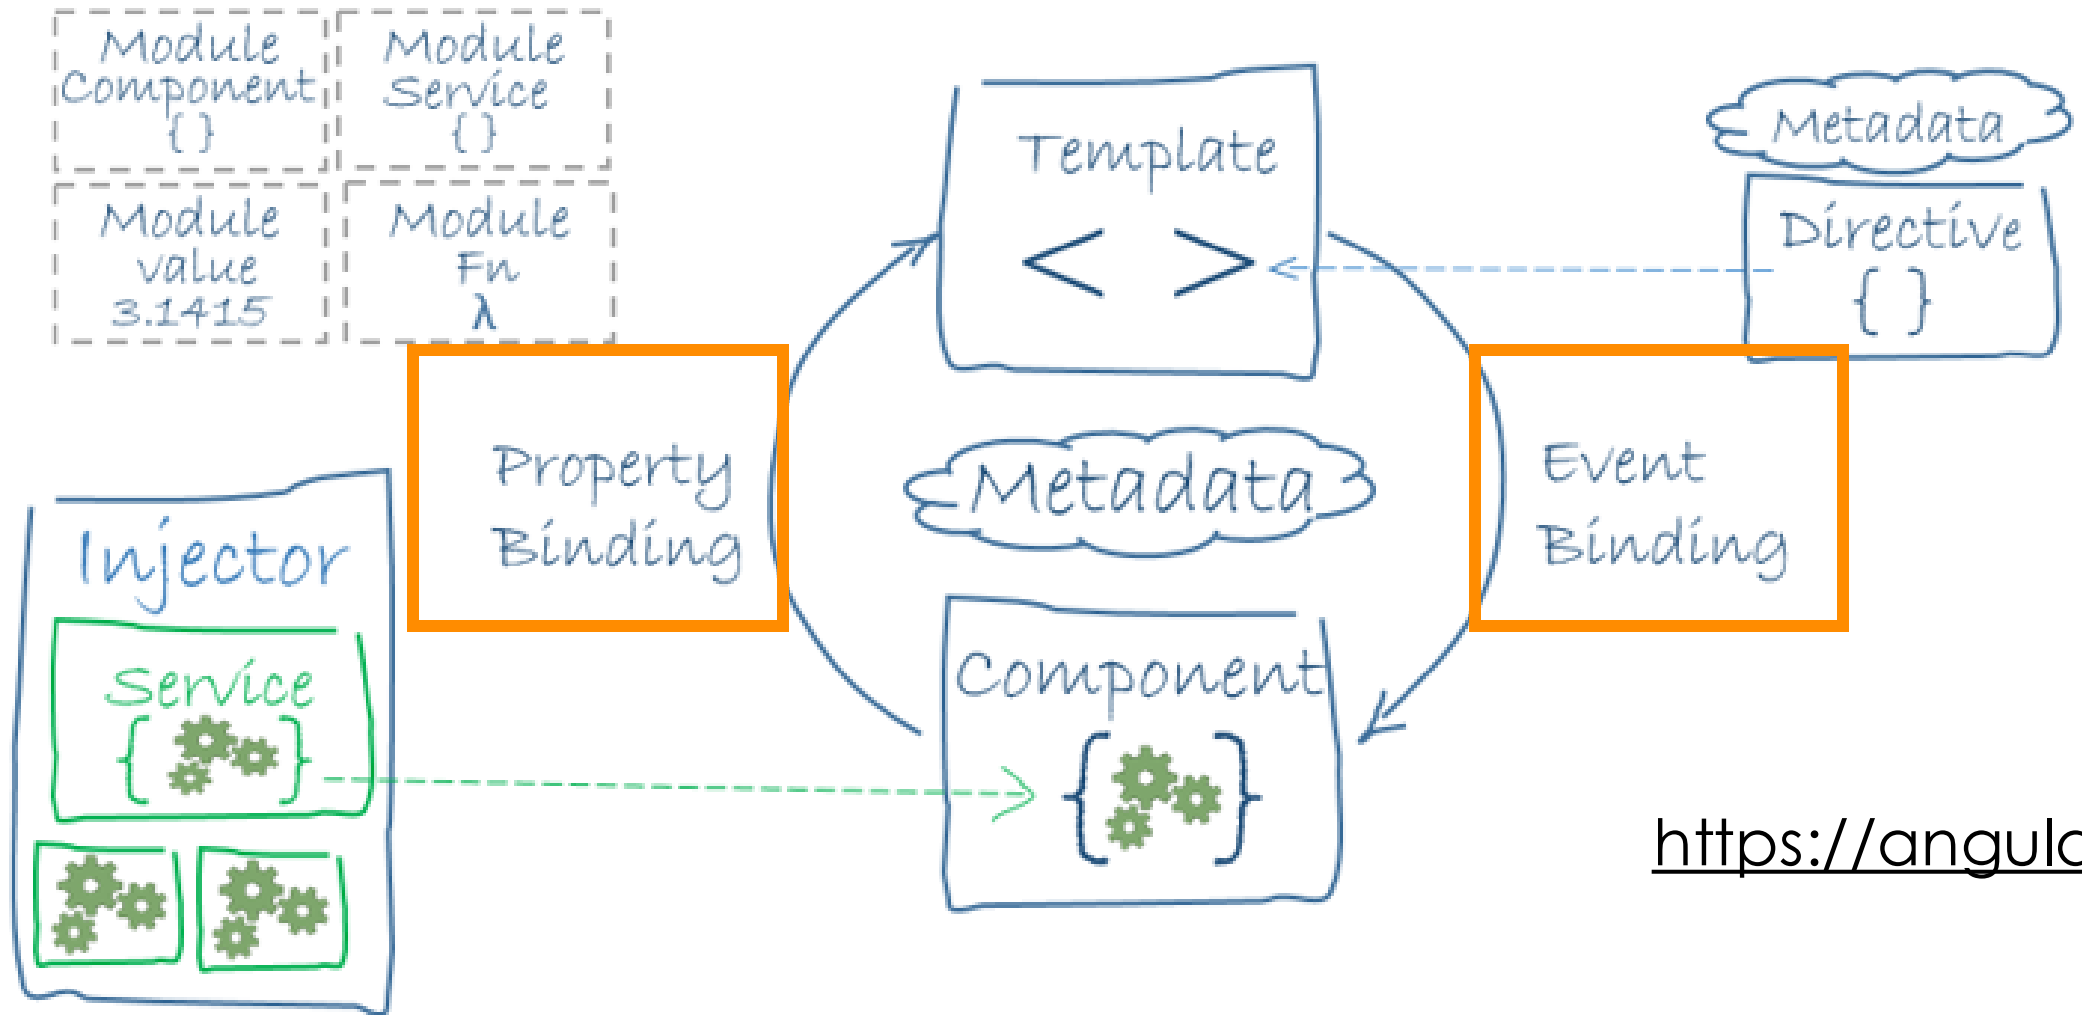 Module
Component
{ }
Module
Service
{ }
Module
value
3.1415
Module
Fn
λ
Template
< >
Metadata
Directive
{ }
Property
Binding
Metadata
Event
Binding
Injector
Service
{ }
Component
{ }
https://angula